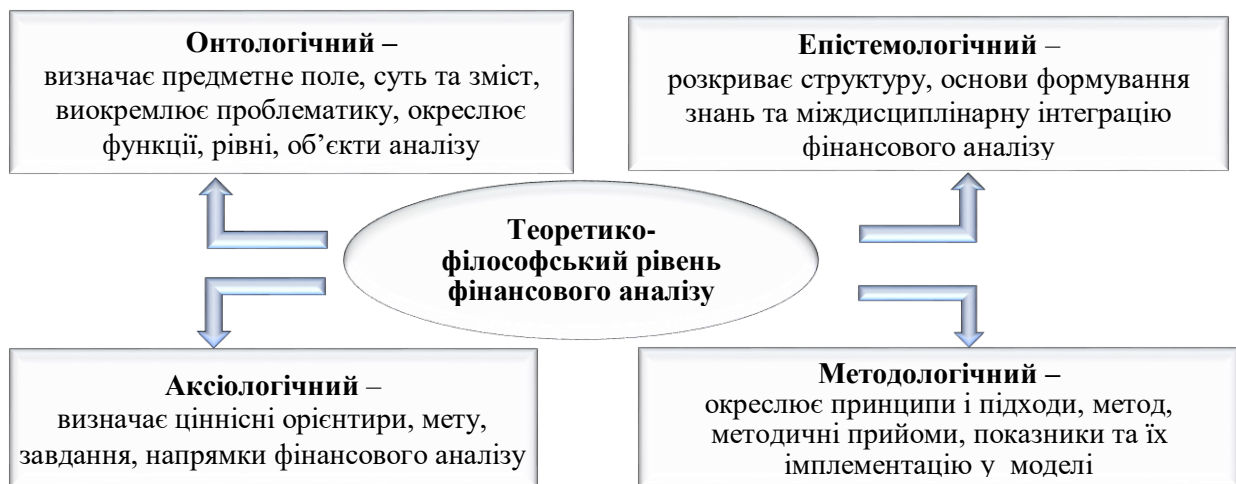 Онтологічний –
визначає предметне поле, суть та зміст,
виокремлює проблематику, окреслює
функції, рівні, об’єкти аналізу
Епістемологічний –
розкриває структуру, основи формування
знань та міждисциплінарну інтеграцію
фінансового аналізу
Теоретико-
філософський рівень
фінансового аналізу
Аксіологічний –
визначає ціннісні орієнтири, мету,
завдання, напрямки фінансового аналізу
Методологічний –
окреслює принципи і підходи, метод,
методичні прийоми, показники та їх
імплементацію у моделі